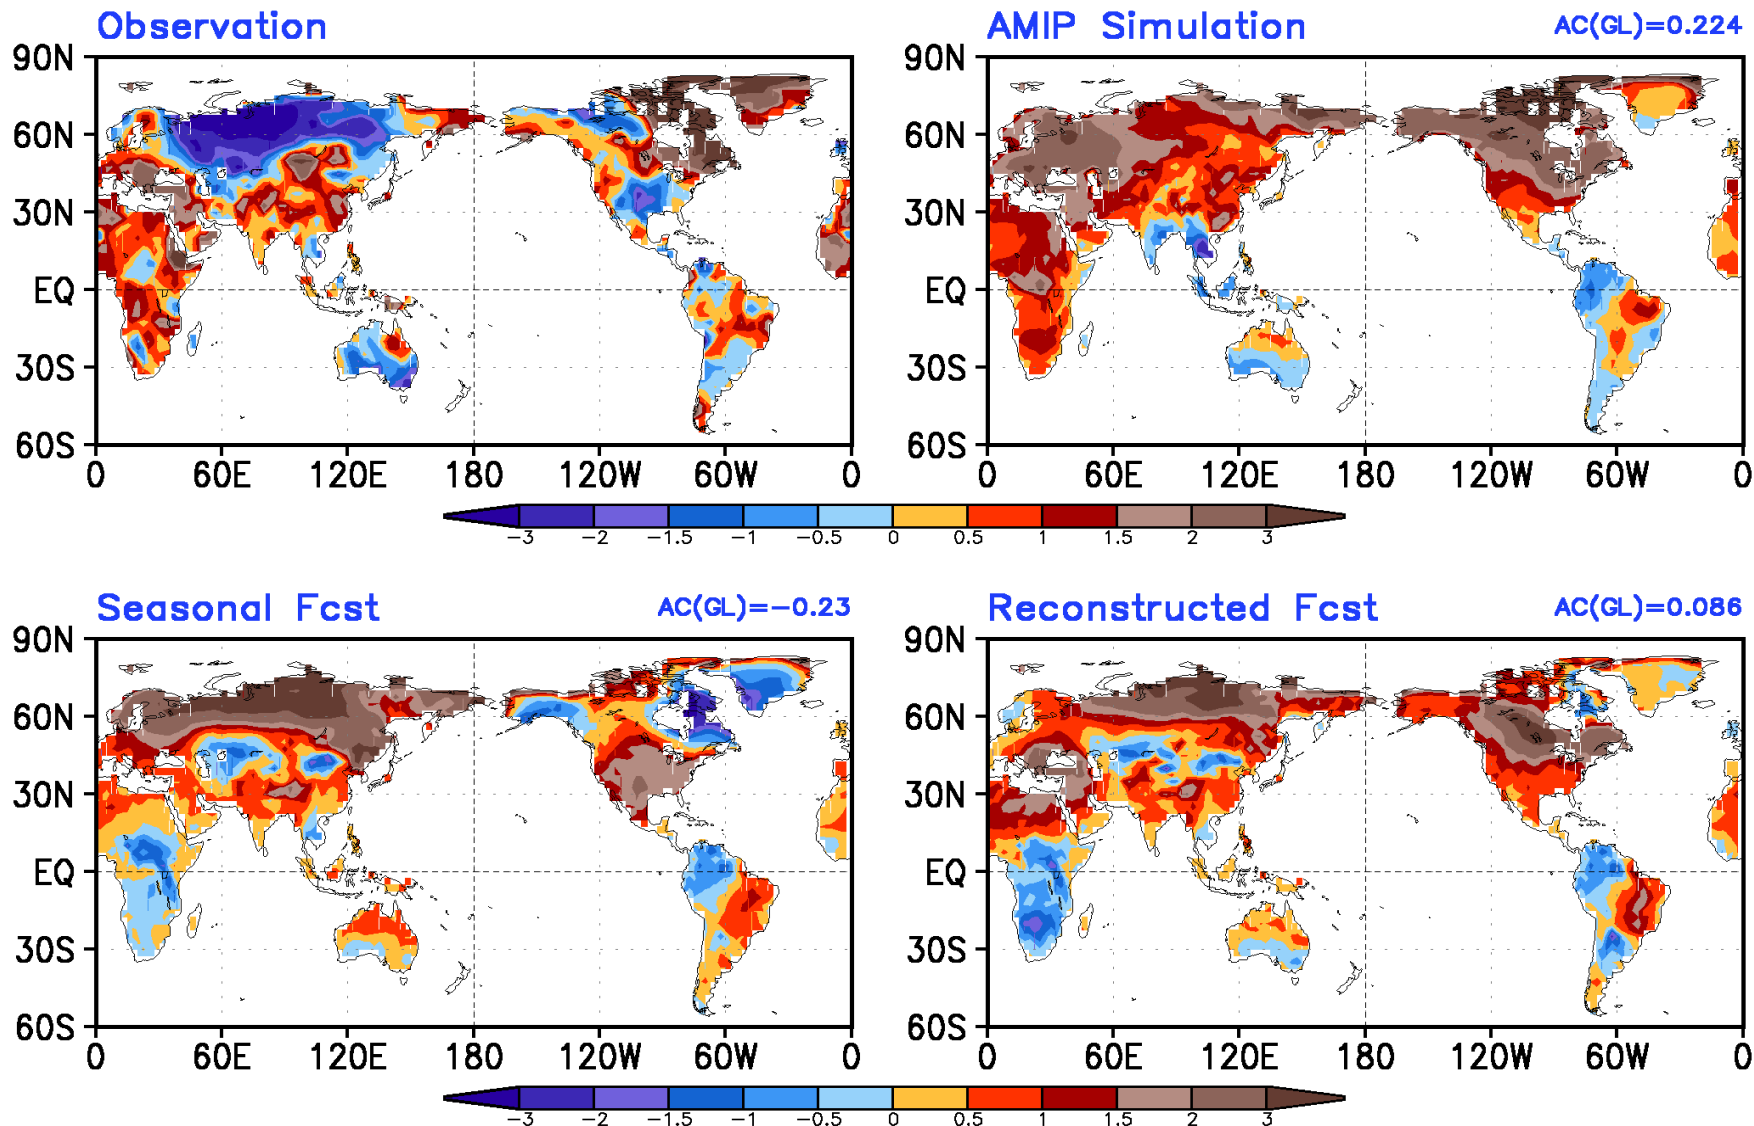 Observation
AMIP Simulation AC(GL)=0.224
90N
60N
30N
EQ
30S
60S
0 60E 120E 180 120W 60W 0
90N
60N
30N
EQ
30S
60S
0 60E 120E 180 120W 60W 0
-3 -2 -1.5 -1 -0.5 0 0.5 1 1.5 2 3
Seasonal Fcst AC(GL)=-0.23
Reconstructed Fcst AC(GL)=0.086
90N
60N
30N
EQ
30S
60S
0 60E 120E 180 120W 60W 0
90N
60N
30N
EQ
30S
60S
0 60E 120E 180 120W 60W 0
-3 -2 -1.5 -1 -0.5 0 0.5 1 1.5 2 3